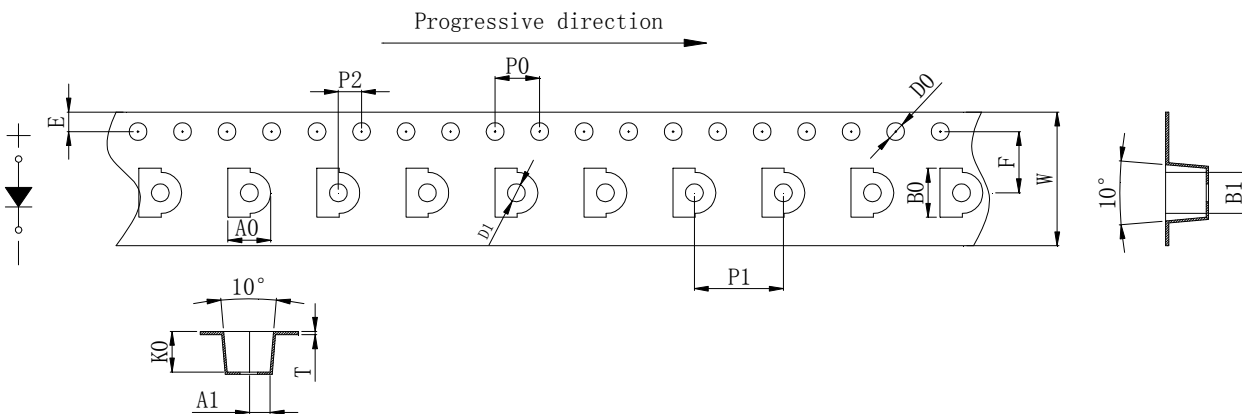 Progressive direction
P2
P0
D0
E
F
W
B0
10°
B1
A0
D1
P1
10°
K0
T
A1